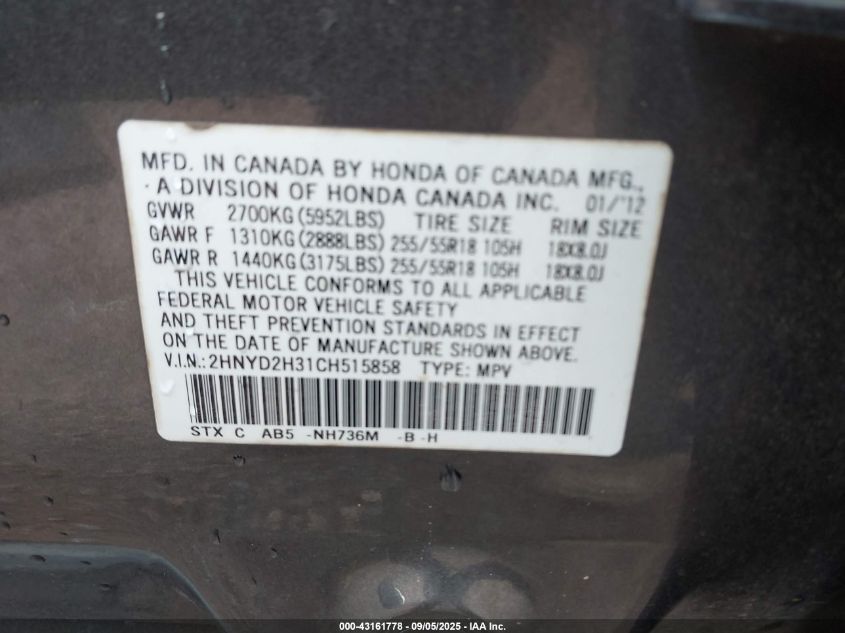 MFD. IN CANADA BY HONDA OF CANADA MFG.,
A DIVISION OF HONDA CANADA INC. 01/'12
GVWR 2700KG(5952LBS) TIRE SIZE RIM SIZE
GAWR F 1310KG(2888LBS) 255/55R18 105H 18X8.0J
GAWR R 1440KG(3175LBS) 255/55R18 105H 18X8.0J
THIS VEHICLE CONFORMS TO ALL APPLICABLE
FEDERAL MOTOR VEHICLE SAFETY
AND THEFT PREVENTION STANDARDS IN EFFECT
ON THE DATE OF MANUFACTURE SHOWN ABOVE.
V.I.N.:2HNYD2H31CH515858 TYPE: MPV
STX C AB5 -NH736M -B -H
000-43161778 - 09/05/2025 - IAA Inc.